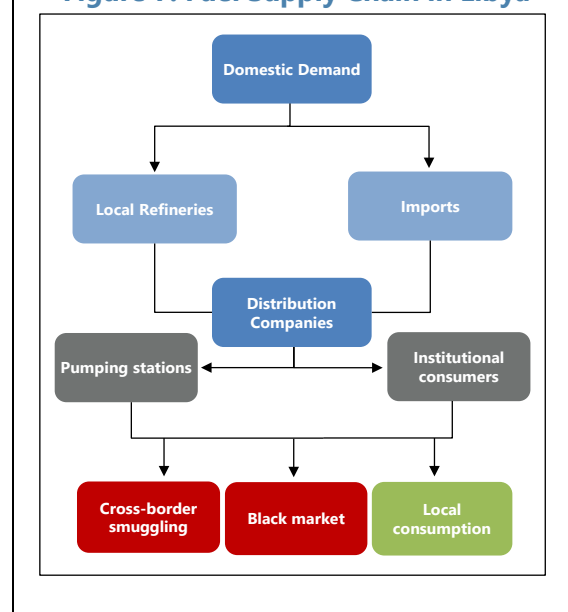 Domestic Demand
Local Refineries
Imports
Distribution
Companies
Pumping stations
Institutional
consumers
Cross-border
smuggling
Black market
Local
consumption